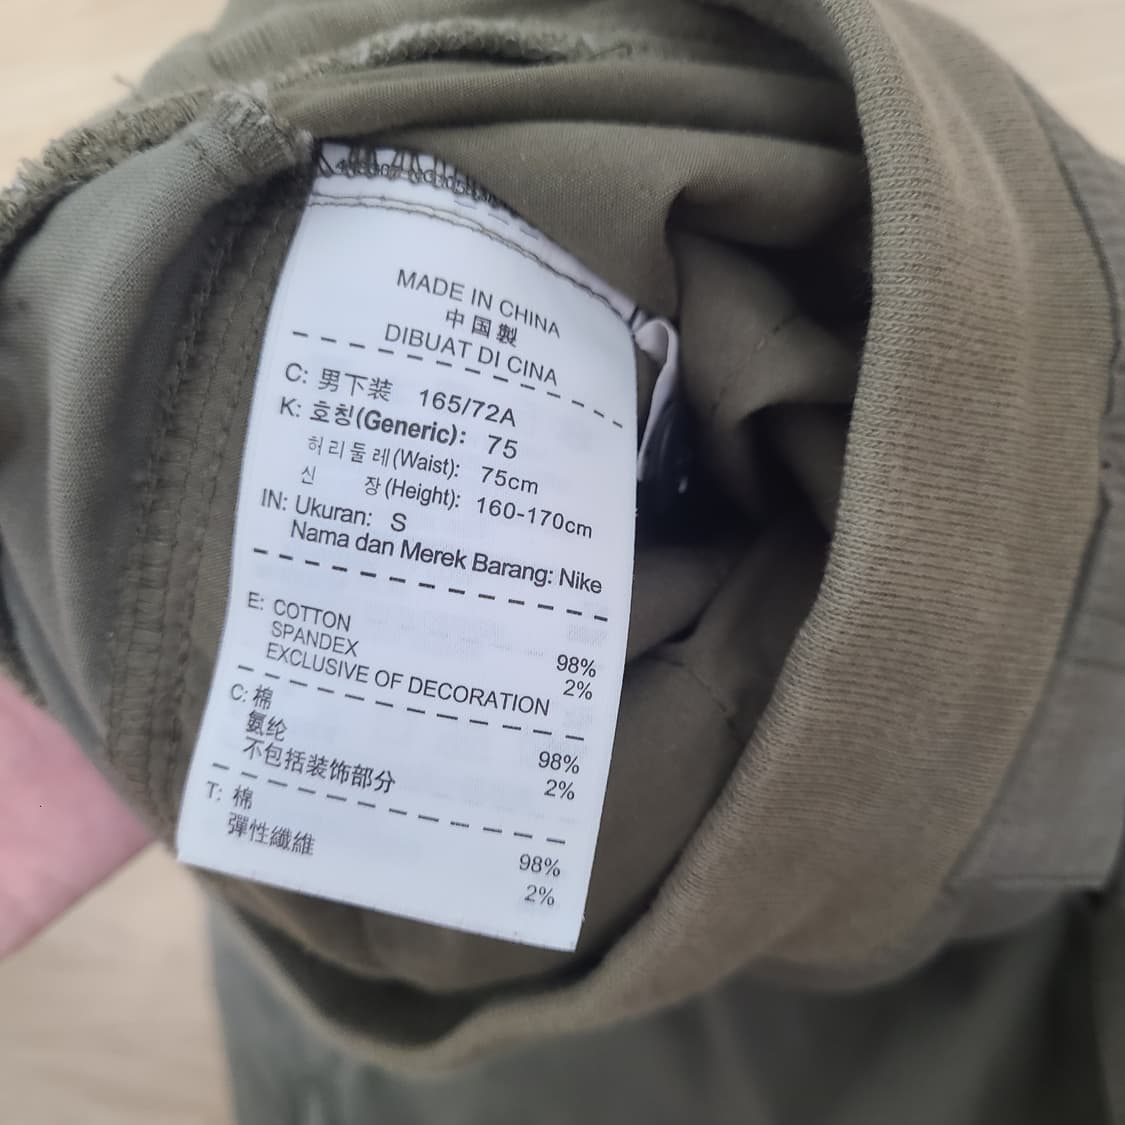 MADE IN CHINA
中国製
DIBUAT DI CINA
C: 男下装 165/72A
K: 호칭(Generic): 75
허리둘레(Waist): 75cm
신 장(Height): 160-170cm
IN: Ukuran: S
Nama dan Merek Barang: Nike
E: COTTON 98%
SPANDEX 2%
EXCLUSIVE OF DECORATION
C: 棉 98%
氨纶 2%
不包括装饰部分
T: 棉 98%
彈性纖維 2%